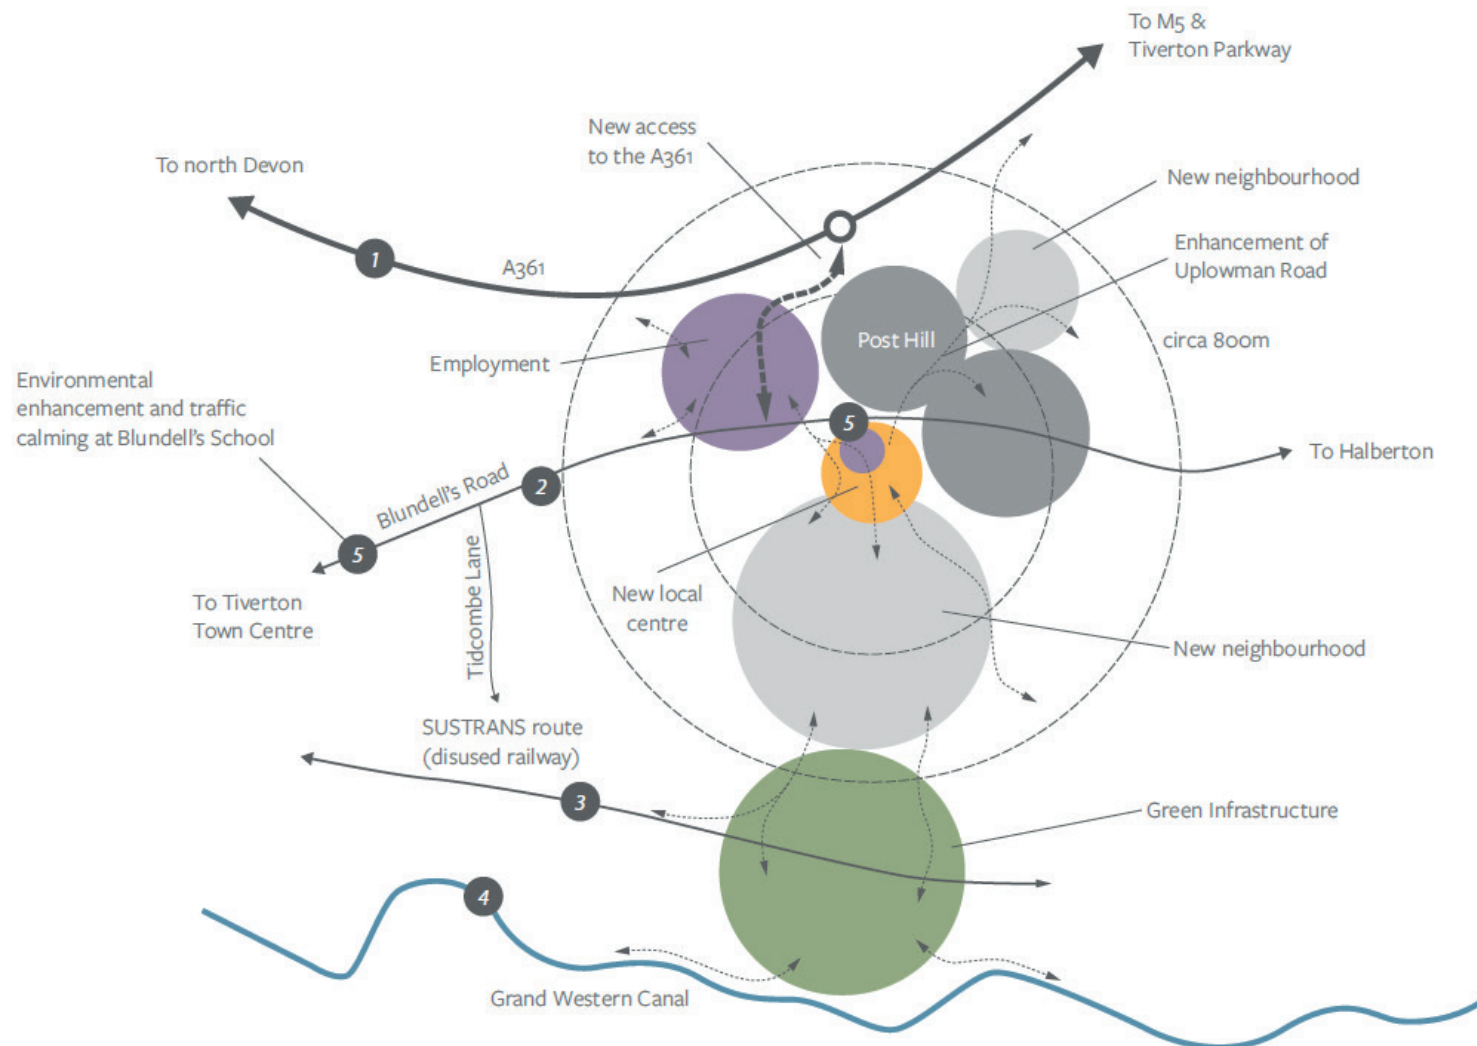 To M5 &
Tiverton Parkway
New access
to the A361
To north Devon
New neighbourhood
1
A361
Enhancement of
Uplowman Road
Post Hill
circa 800m
Employment
Environmental
enhancement and traffic
calming at Blundell's School
5
To Halberton
Blundell's Road
2
5
Tidcombe Lane
To Tiverton
Town Centre
New local
centre
New neighbourhood
SUSTRANS route
(disused railway)
3
Green Infrastructure
4
Grand Western Canal